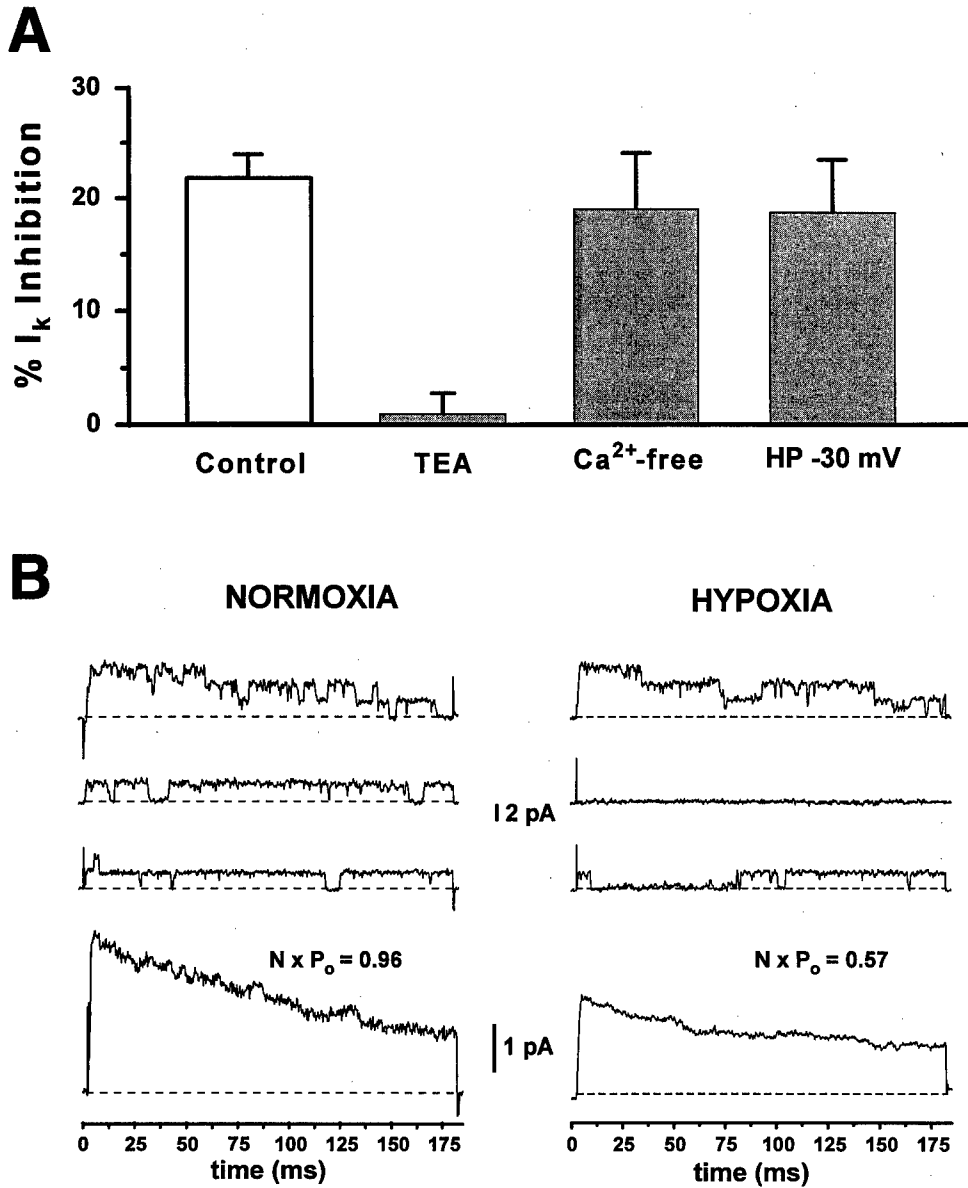 A
% Ik Inhibition
30
20
10
0
Control
TEA
Ca2+-free
HP -30 mV
B
NORMOXIA
HYPOXIA
2 pA
N x Po = 0.96
N x Po = 0.57
1 pA
0 25 50 75 100 125 150 175
time (ms)
0 25 50 75 100 125 150 175
time (ms)